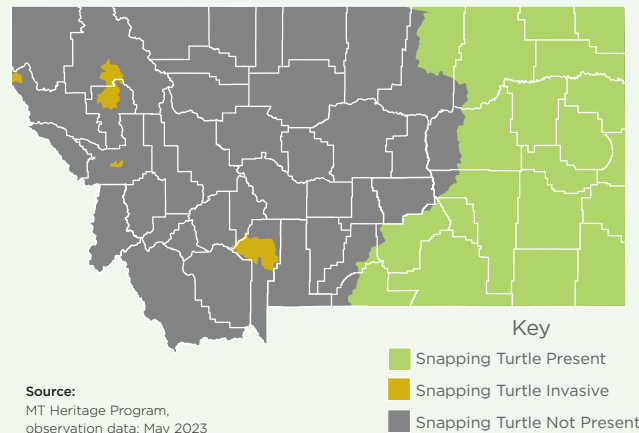 Key
Snapping Turtle Present
Snapping Turtle Invasive
Snapping Turtle Not Present
Source:
MT Heritage Program,
observation data: May 2023